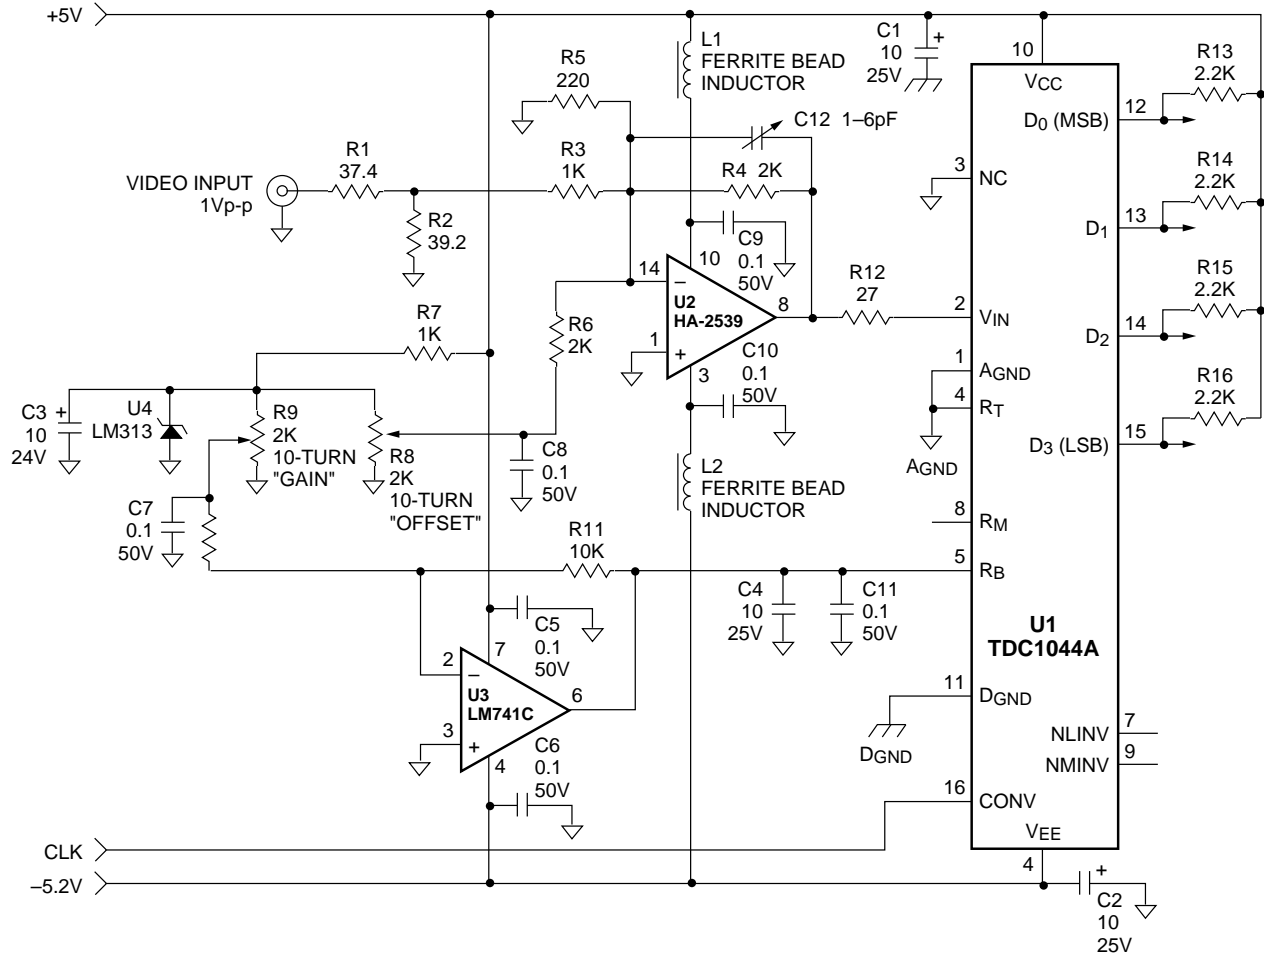 +5V
L1
FERRITE BEAD
INDUCTOR
C1
10
25V
+
10
VCC
R13
2.2K
12
D0 (MSB)
R5
220
C12 1–6pF
R1
37.4
R3
1K
R4 2K
VIDEO INPUT
1Vp-p
R2
39.2
3
NC
R14
2.2K
13
D1
C9
0.1
50V
14
10
–
U2
HA-2539
+
1
3
8
R12
27
2
VIN
R15
2.2K
14
D2
R7
1K
R6
2K
C10
0.1
50V
1
AGND
4
RT
AGND
R16
2.2K
15
D3 (LSB)
C3
10
24V
+
U4
LM313
R9
2K
10-TURN
"GAIN"
R8
2K
10-TURN
"OFFSET"
C8
0.1
50V
L2
FERRITE BEAD
INDUCTOR
C7
0.1
50V
R11
10K
8
RM
5
RB
C4
10
25V
C11
0.1
50V
U1
TDC1044A
C5
0.1
50V
7
2
–
U3
LM741C
+
3
4
6
C6
0.1
50V
11
DGND
DGND
7
NLINV
9
NMINV
16
CONV
VEE
4
CLK
–5.2V
+
C2
10
25V